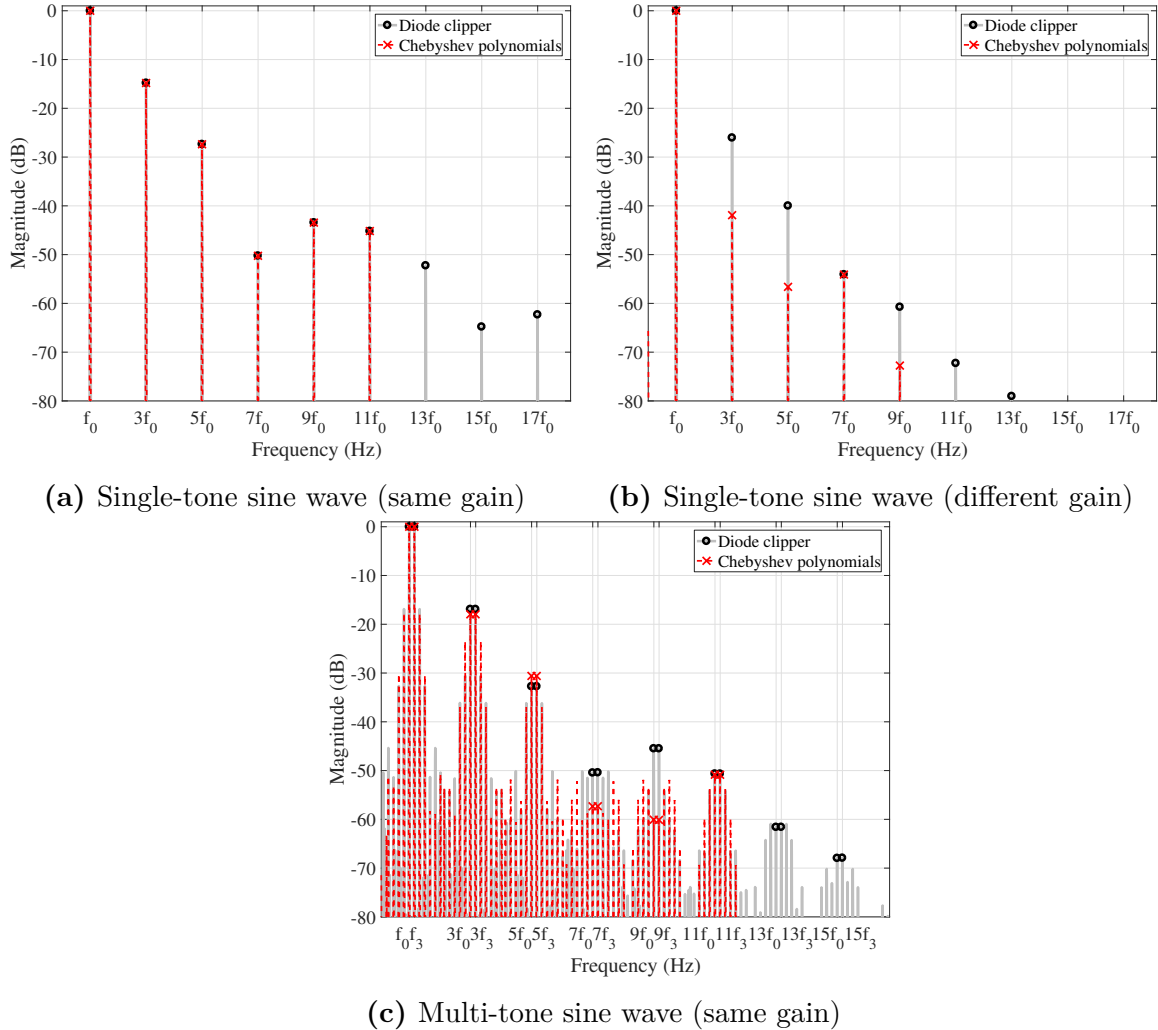 0
-10
-20
-30
-40
-50
-60
-70
-80
Magnitude (dB)
f₀ 3f₀ 5f₀ 7f₀ 9f₀ 11f₀ 13f₀ 15f₀ 17f₀
Frequency (Hz)
Diode clipper
Chebyshev polynomials
(a) Single-tone sine wave (same gain)
0
-10
-20
-30
-40
-50
-60
-70
-80
Magnitude (dB)
f₀ 3f₀ 5f₀ 7f₀ 9f₀ 11f₀ 13f₀ 15f₀ 17f₀
Frequency (Hz)
Diode clipper
Chebyshev polynomials
(b) Single-tone sine wave (different gain)
0
-10
-20
-30
-40
-50
-60
-70
-80
Magnitude (dB)
f₀f₃ 3f₀3f₃ 5f₀5f₃ 7f₀7f₃ 9f₀9f₃ 11f₀11f₃ 13f₀13f₃ 15f₀15f₃
Frequency (Hz)
Diode clipper
Chebyshev polynomials
(c) Multi-tone sine wave (same gain)